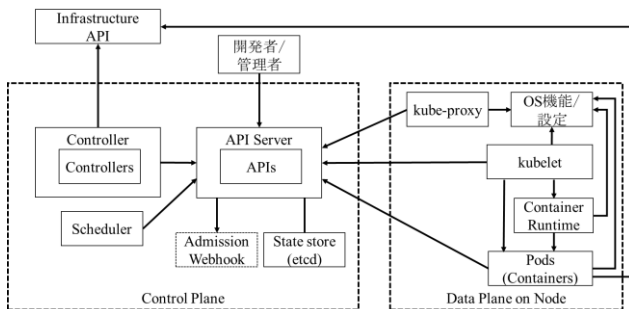 Infrastructure
API
開発者/
管理者
Controller
Controllers
API Server
APIs
Scheduler
Admission
Webhook
State store
(etcd)
Control Plane
kube-proxy
OS機能/
設定
kubelet
Container
Runtime
Pods
(Containers)
Data Plane on Node